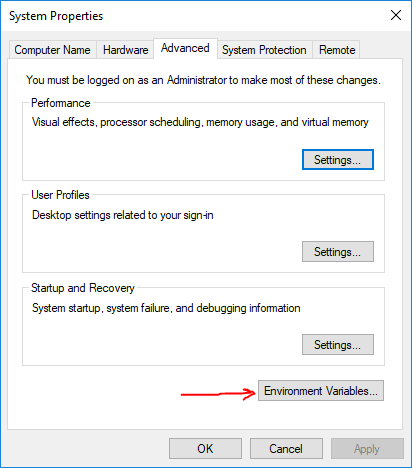 System Properties
Computer Name Hardware Advanced System Protection Remote
You must be logged on as an Administrator to make most of these changes.
Performance
Visual effects, processor scheduling, memory usage, and virtual memory
Settings...
User Profiles
Desktop settings related to your sign-in
Settings...
Startup and Recovery
System startup, system failure, and debugging information
Settings...
Environment Variables...
OK Cancel Apply